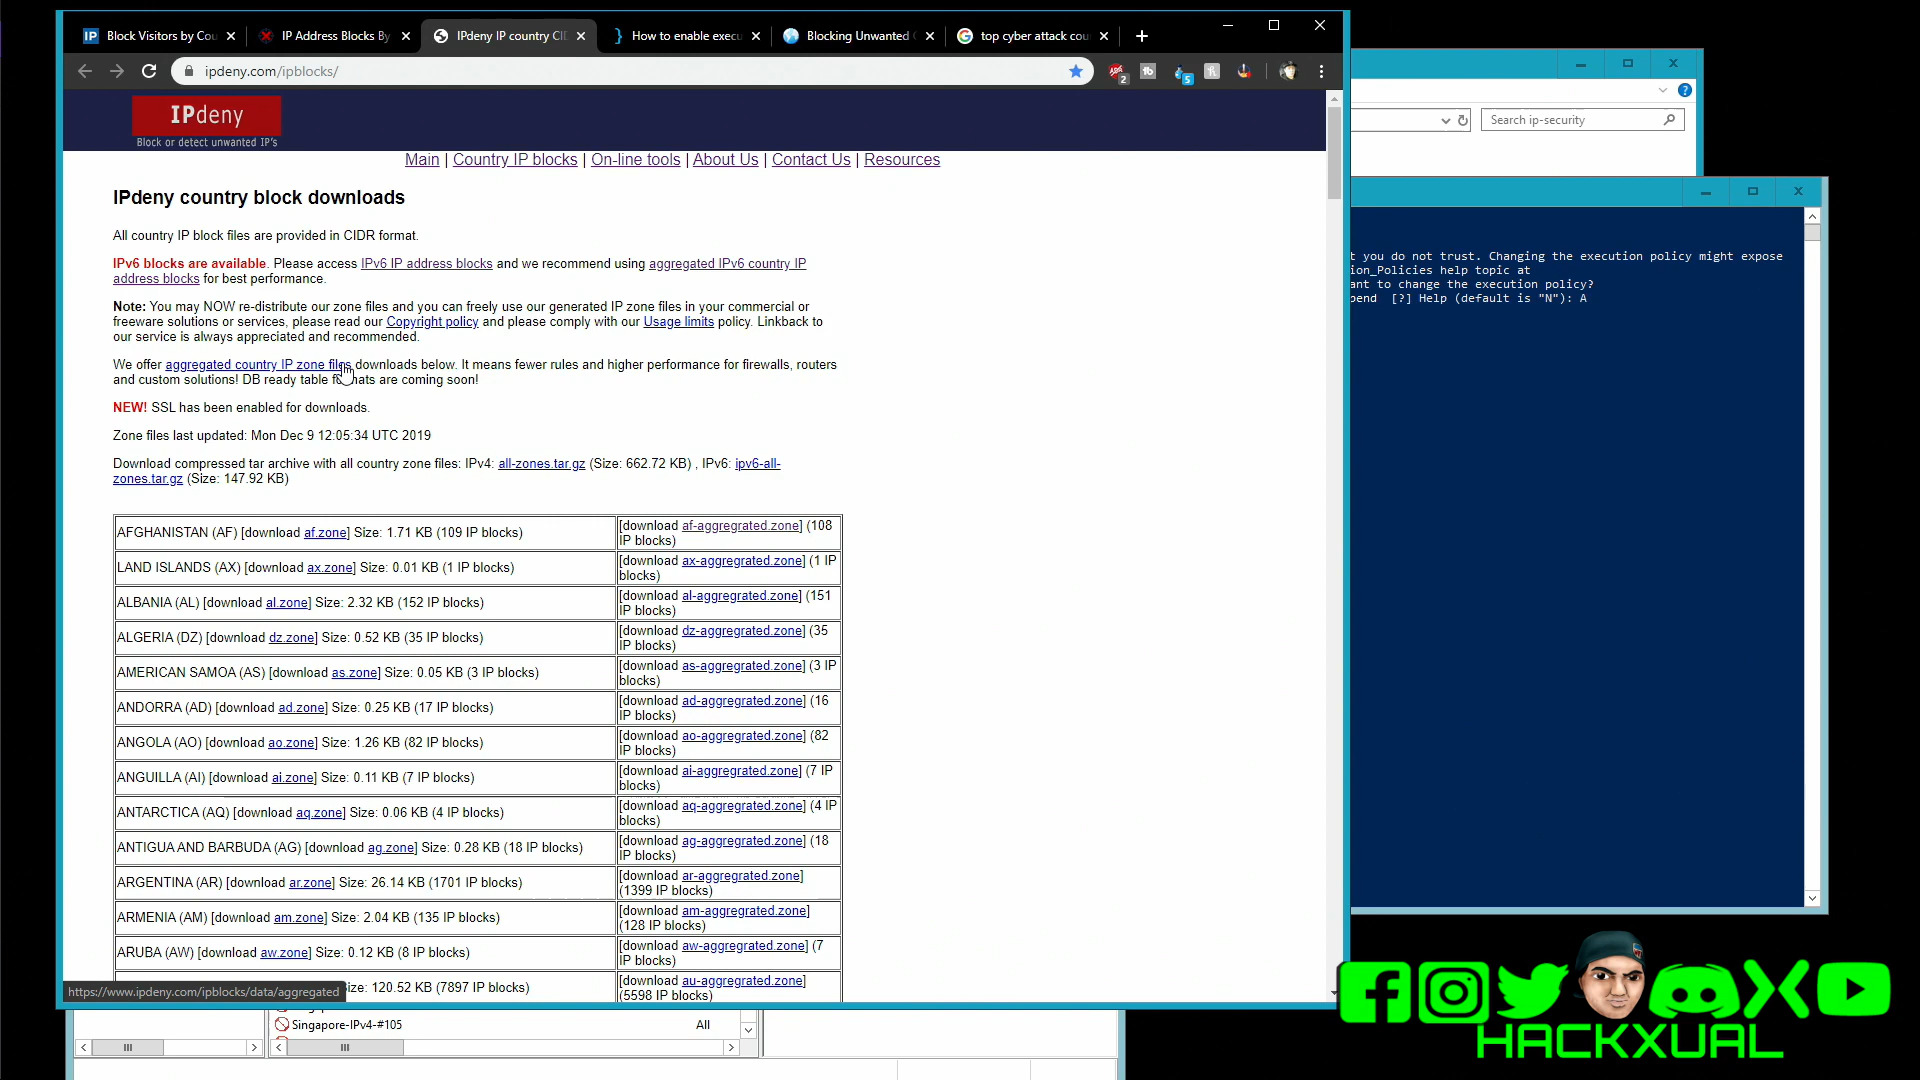 Block Visitors by Cou
IP Address Blocks By
IPdeny IP country CI
How to enable exec
Blocking Unwanted
top cyber attack cou
ipdeny.com/ipblocks/
IPdeny
Block or detect unwanted IP's
Main | Country IP blocks | On-line tools | About Us | Contact Us | Resources
IPdeny country block downloads
All country IP block files are provided in CIDR format.
IPv6 blocks are available. Please access IPv6 IP address blocks and we recommend using aggregated IPv6 country IP
address blocks for best performance.
Note: You may NOW re-distribute our zone files and you can freely use our generated IP zone files in your commercial or
freeware solutions or services, please read our Copyright policy and please comply with our Usage limits policy. Linkback to
our service is always appreciated and recommended.
We offer aggregated country IP zone files downloads below. It means fewer rules and higher performance for firewalls, routers
and custom solutions! DB ready table formats are coming soon!
NEW! SSL has been enabled for downloads.
Zone files last updated: Mon Dec 9 12:05:34 UTC 2019
Download compressed tar archive with all country zone files: IPv4: all-zones.tar.gz (Size: 662.72 KB) , IPv6: ipv6-all-
zones.tar.gz (Size: 147.92 KB)
AFGHANISTAN (AF) [download af.zone] Size: 1.71 KB (109 IP blocks)
[download af-aggregrated.zone] (108
IP blocks)
LAND ISLANDS (AX) [download ax.zone] Size: 0.01 KB (1 IP blocks)
[download ax-aggregrated.zone] (1 IP
blocks)
ALBANIA (AL) [download al.zone] Size: 2.32 KB (152 IP blocks)
[download al-aggregrated.zone] (151
IP blocks)
ALGERIA (DZ) [download dz.zone] Size: 0.52 KB (35 IP blocks)
[download dz-aggregrated.zone] (35
IP blocks)
AMERICAN SAMOA (AS) [download as.zone] Size: 0.05 KB (3 IP blocks)
[download as-aggregrated.zone] (3 IP
blocks)
ANDORRA (AD) [download ad.zone] Size: 0.25 KB (17 IP blocks)
[download ad-aggregrated.zone] (16
IP blocks)
ANGOLA (AO) [download ao.zone] Size: 1.26 KB (82 IP blocks)
[download ao-aggregrated.zone] (82
IP blocks)
ANGUILLA (AI) [download ai.zone] Size: 0.11 KB (7 IP blocks)
[download ai-aggregrated.zone] (7 IP
blocks)
ANTARCTICA (AQ) [download aq.zone] Size: 0.06 KB (4 IP blocks)
[download aq-aggregrated.zone] (4 IP
blocks)
ANTIGUA AND BARBUDA (AG) [download ag.zone] Size: 0.28 KB (18 IP blocks)
[download ag-aggregrated.zone] (18
IP blocks)
ARGENTINA (AR) [download ar.zone] Size: 26.14 KB (1701 IP blocks)
[download ar-aggregrated.zone]
(1399 IP blocks)
ARMENIA (AM) [download am.zone] Size: 2.04 KB (135 IP blocks)
[download am-aggregrated.zone]
(128 IP blocks)
ARUBA (AW) [download aw.zone] Size: 0.12 KB (8 IP blocks)
[download aw-aggregrated.zone] (7
IP blocks)
Size: 120.52 KB (7897 IP blocks)
[download au-aggregrated.zone]
(5598 IP blocks)
https://www.ipdeny.com/ipblocks/data/aggregated
Singapore-IPv4-#105 All
Search ip-security
t you do not trust. Changing the execution policy might expose
ion_Policies help topic at
ant to change the execution policy?
pend [?] Help (default is "N"): A
HACKXUAL